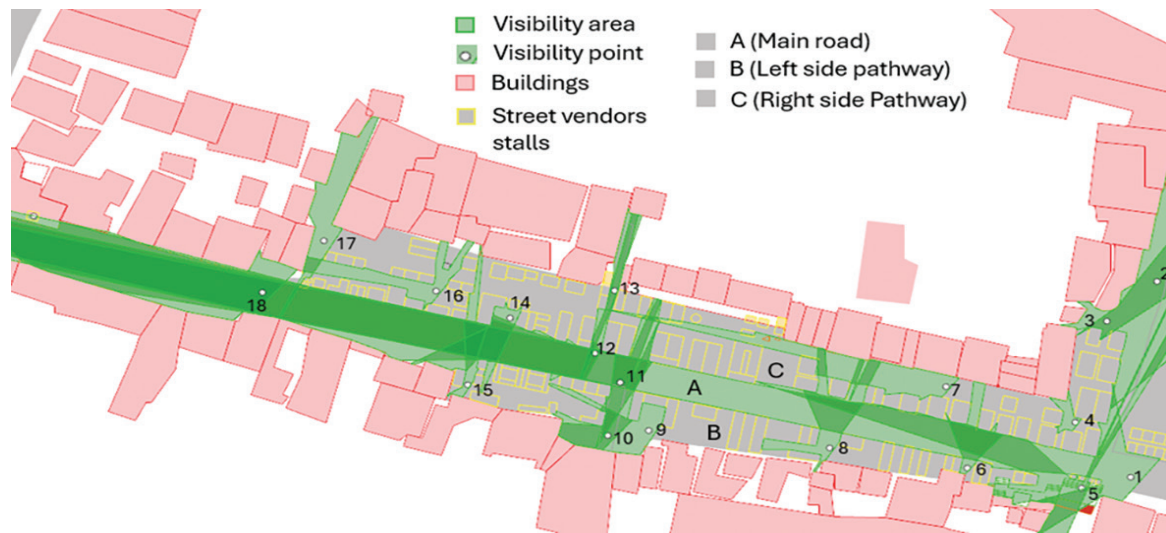 Visibility area
Visibility point
Buildings
Street vendors
stalls
A (Main road)
B (Left side pathway)
C (Right side Pathway)
17
16
18
14
13
12
15
11
10
9
A
C
B
8
7
6
2
3
4
1
5